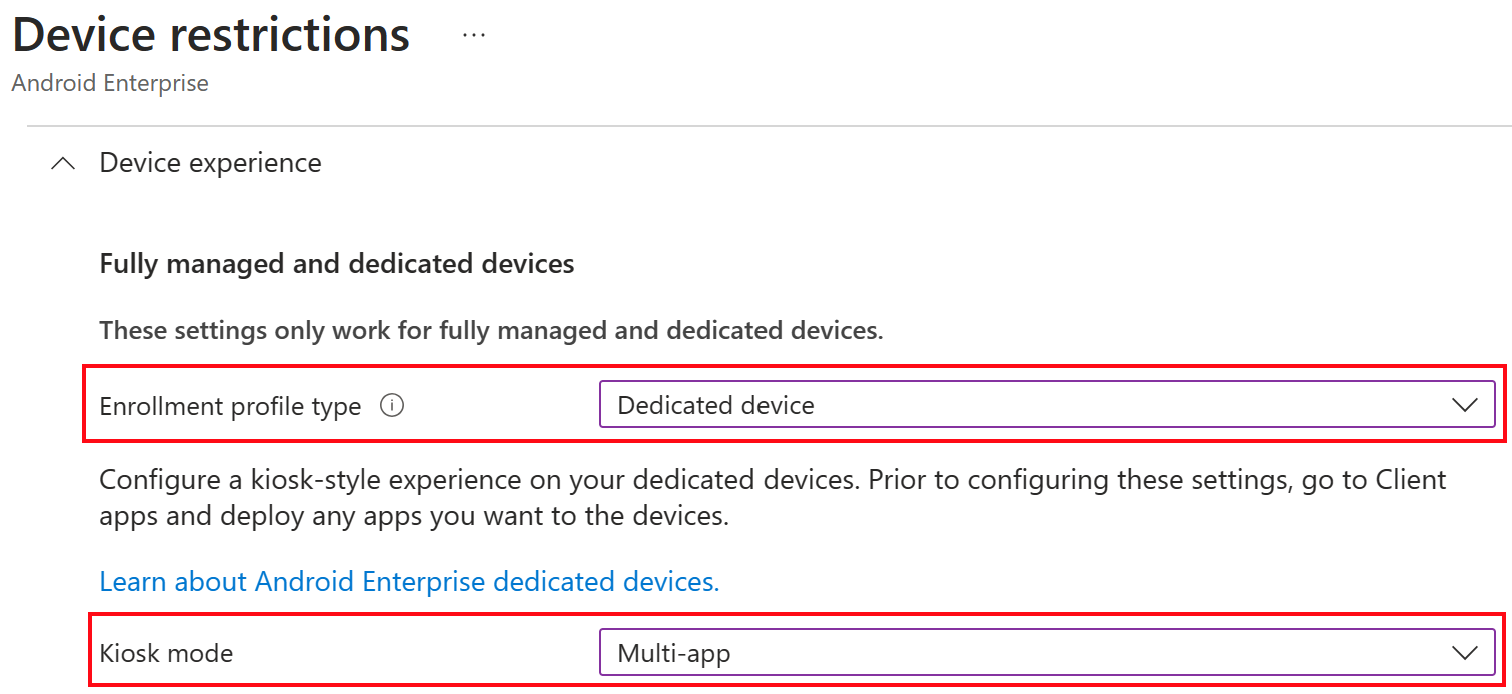 Device restrictions ...
Android Enterprise
Device experience
Fully managed and dedicated devices
These settings only work for fully managed and dedicated devices.
Enrollment profile type
Dedicated device
Configure a kiosk-style experience on your dedicated devices. Prior to configuring these settings, go to Client
apps and deploy any apps you want to the devices.
Learn about Android Enterprise dedicated devices.
Kiosk mode
Multi-app